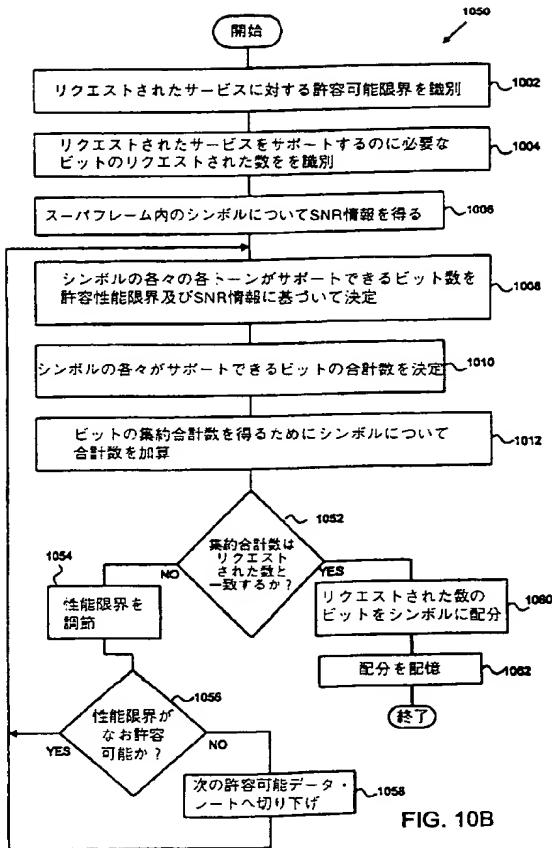 1050
開始
リクエストされたサービスに対する許容可能限界を識別
1002
リクエストされたサービスをサポートするのに必要な
ビットのリクエストされた数をを識別
1004
スーパフレーム内のシンボルについてSNR情報を得る
1006
シンボルの各々の各トーンがサポートできるビット数を
許容性能限界及びSNR情報に基づいて決定
1008
シンボルの各々がサポートできるビットの合計数を決定
1010
ビットの集約合計数を得るためにシンボルについて
合計数を加算
1012
1052
集約合計数は
リクエスト
された数と
一致するか?
NO
YES
1054
性能限界を
調節
リクエストされた数の
ビットをシンボルに配分
1060
配分を記憶
1062
終了
1056
性能限界が
なお許容
可能か?
YES
NO
次の許容可能データ・
レートへ切り下げ
1058
FIG. 10B